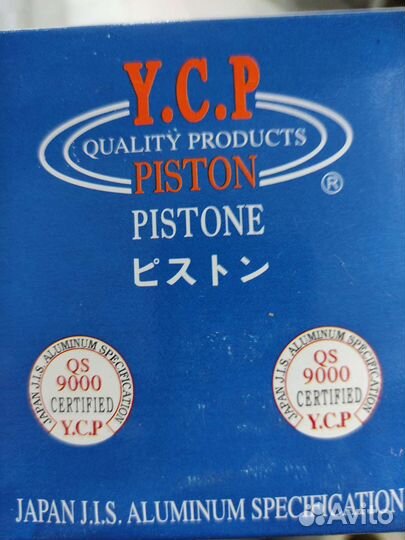 Y.C.P
QUALITY PRODUCTS
PISTON
®
PISTONE
ピストン
JAPAN J.I.S. ALUMINUM SPECIFICATION
QS
9000
CERTIFIED
Y.C.P
JAPAN J.I.S. ALUMINUM SPECIFICATION
QS
9000
CERTIFIED
Y.C.P
JAPAN J.I.S. ALUMINUM SPECIFICATION
Avito